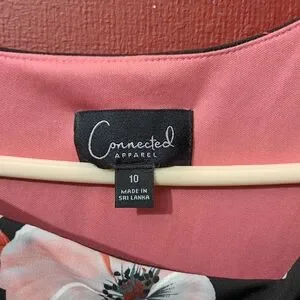 Connected
APPAREL
10
MADE IN
SRI LANKA